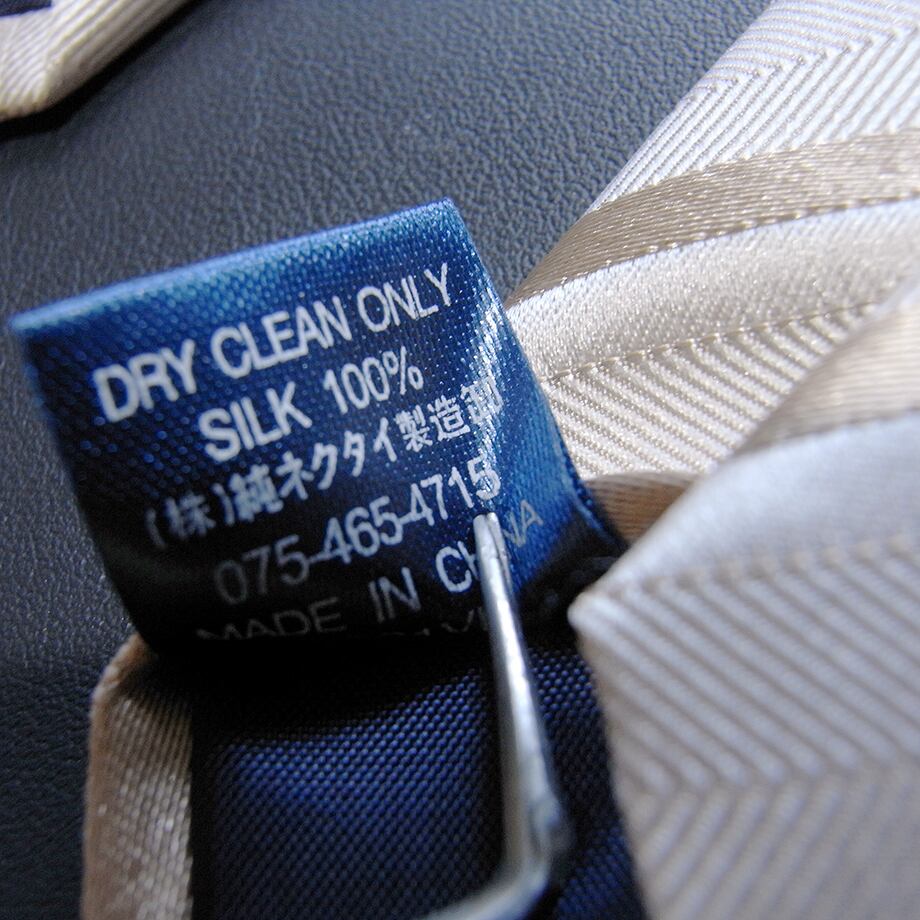 DRY CLEAN ONLY
SILK 100%
(株)純ネクタイ製造卸
075-465-4715
MADE IN CHINA